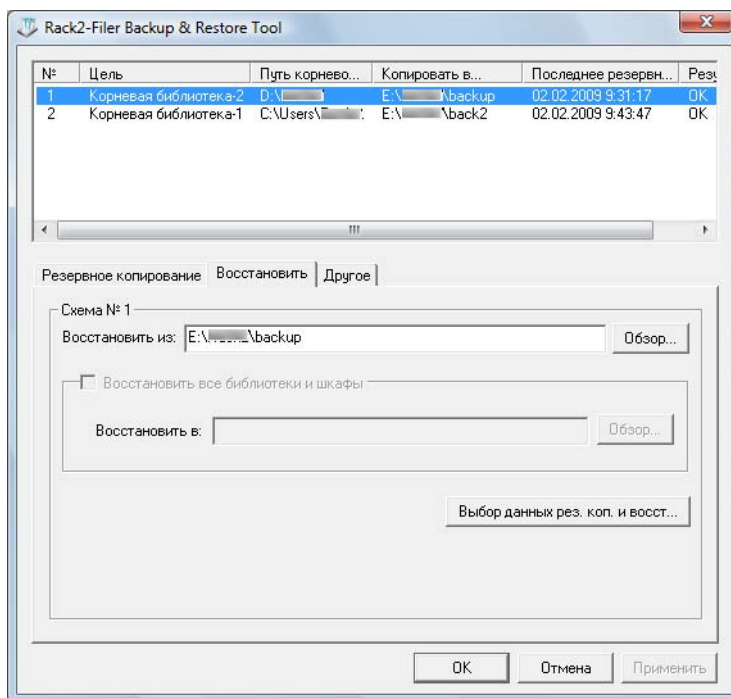 Rack2-Filer Backup & Restore Tool
№ Цель Путь корнево... Копировать в... Последнее резервн... Резу
1 Корневая библиотека-2 D:\ E:\ \backup 02.02.2009 9:31:17 OK
2 Корневая библиотека-1 C:\Users\ E:\ \back2 02.02.2009 9:43:47 OK
Резервное копирование Восстановить Другое
Схема № 1
Восстановить из: E:\ \backup Обзор...
Восстановить все библиотеки и шкафы
Восстановить в: Обзор...
Выбор данных рез. коп. и восст...
OK Отмена Применить